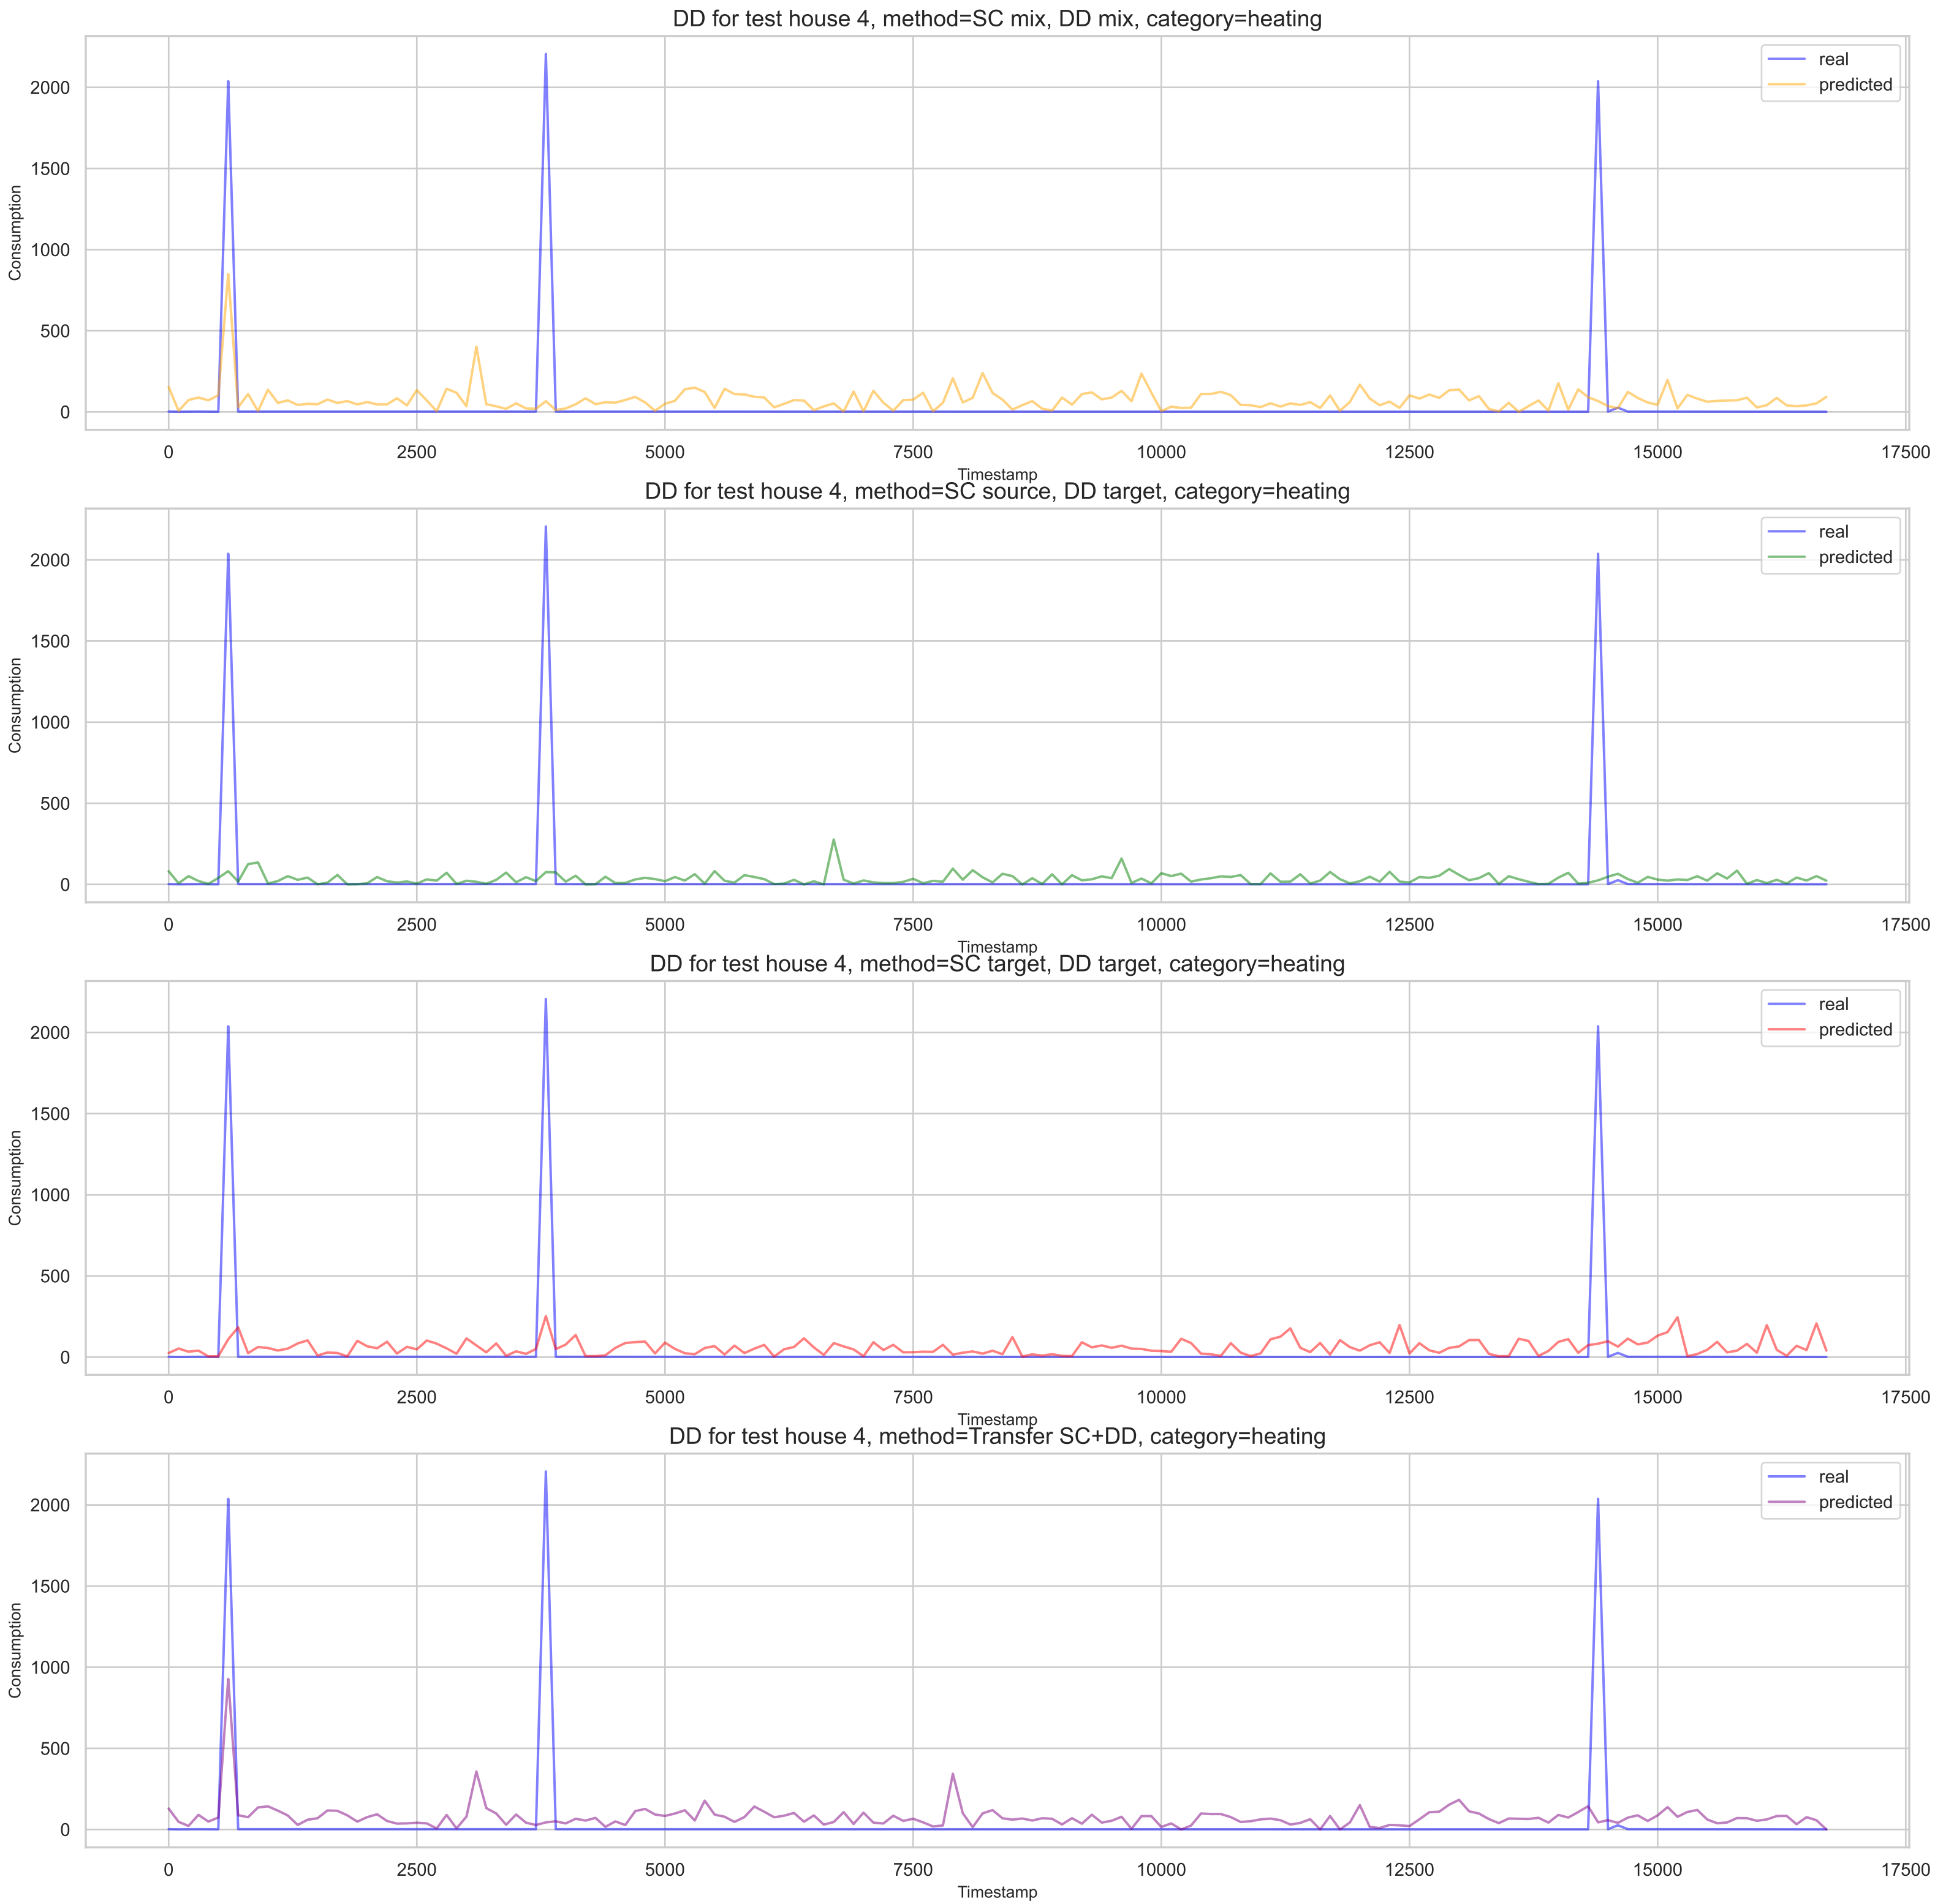 DD for test house 4, method=SC mix, DD mix, category=heating
real
predicted
Consumption
2000
1500
1000
500
0
0 2500 5000 7500 10000 12500 15000 17500
Timestamp
DD for test house 4, method=SC source, DD target, category=heating
real
predicted
Consumption
2000
1500
1000
500
0
0 2500 5000 7500 10000 12500 15000 17500
Timestamp
DD for test house 4, method=SC target, DD target, category=heating
real
predicted
Consumption
2000
1500
1000
500
0
0 2500 5000 7500 10000 12500 15000 17500
Timestamp
DD for test house 4, method=Transfer SC+DD, category=heating
real
predicted
Consumption
2000
1500
1000
500
0
0 2500 5000 7500 10000 12500 15000 17500
Timestamp